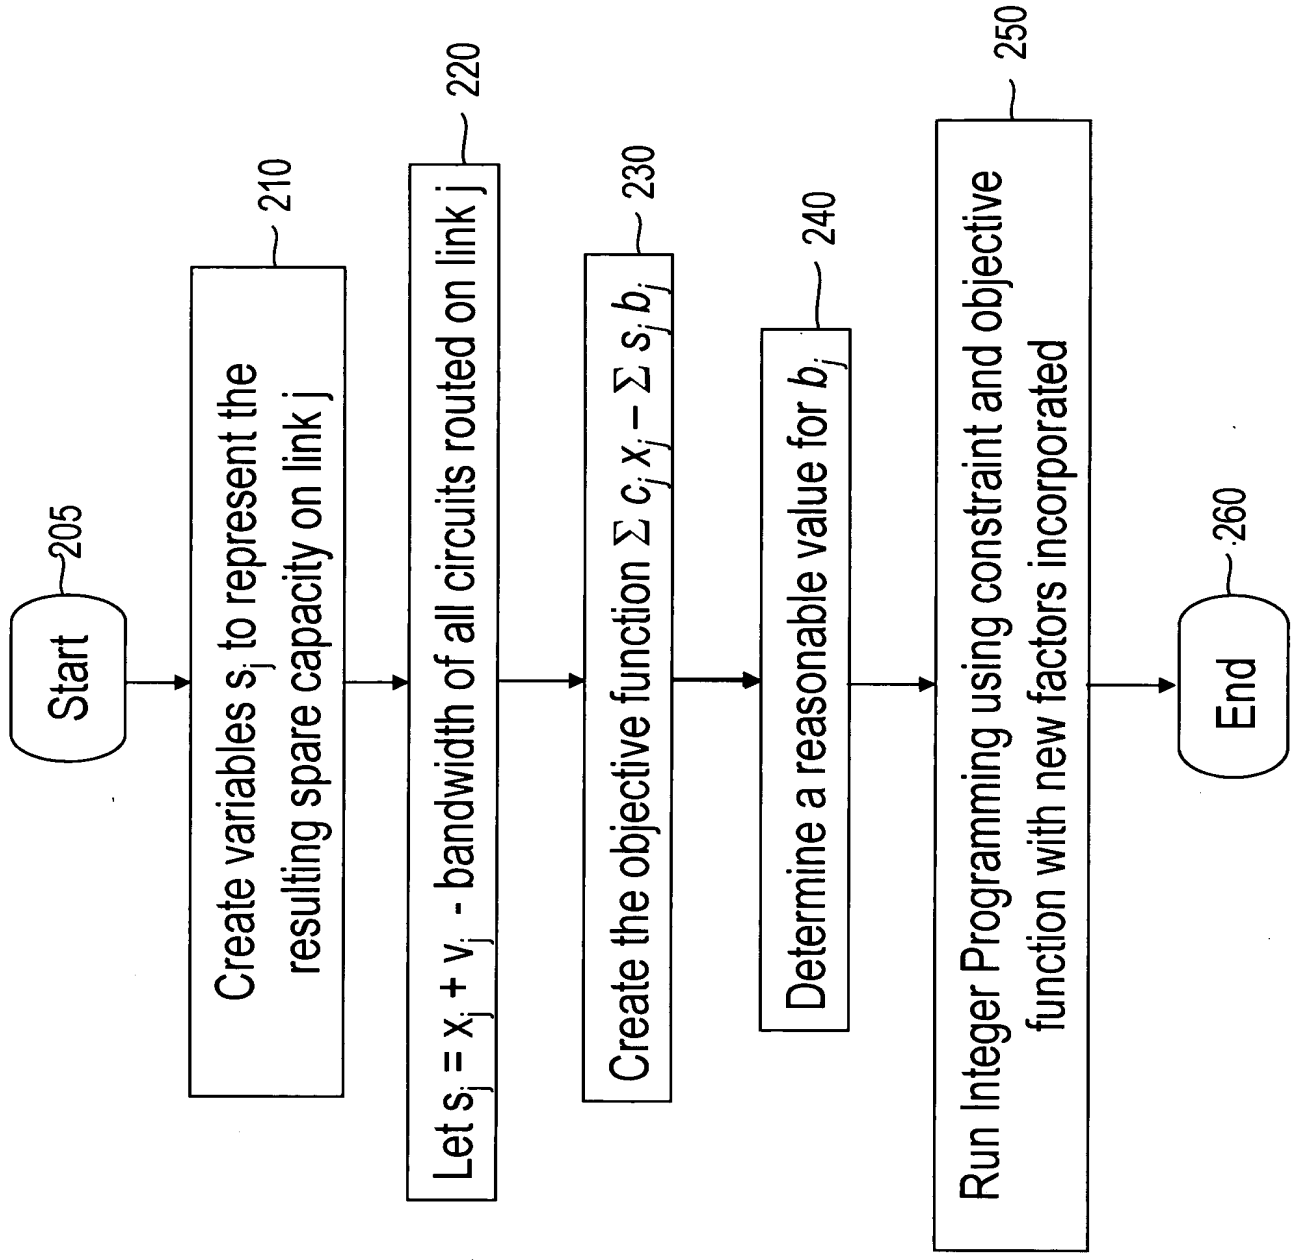 Start
205
Create variables s_j to represent the
resulting spare capacity on link j
210
Let s_j = x_j + v_j - bandwidth of all circuits routed on link j
220
Create the objective function Σ c_j x_j – Σ s_j b_j
230
Determine a reasonable value for b_j
240
Run Integer Programming using constraint and objective
function with new factors incorporated
250
End
260